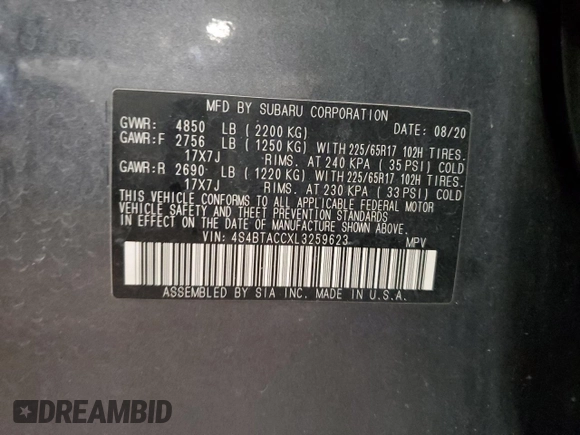 MFD BY SUBARU CORPORATION
GVWR: 4850 LB ( 2200 KG) DATE: 08/20
GAWR:F 2756 LB ( 1250 KG) WITH 225/65R17 102H TIRES.
17X7J RIMS. AT 240 KPA ( 35 PSI) COLD
GAWR:R 2690 LB ( 1220 KG) WITH 225/65R17 102H TIRES.
17X7J RIMS. AT 230 KPA ( 33 PSI) COLD
THIS VEHICLE CONFORMS TO ALL APPLICABLE FEDERAL MOTOR
VEHICLE SAFETY AND THEFT PREVENTION STANDARDS
IN EFFECT ON THE DATE OF MANUFACTURE SHOWN ABOVE.
VIN: 4S4BTACCXL3259623 MPV
ASSEMBLED BY SIA INC. MADE IN U.S.A.
DREAMBID